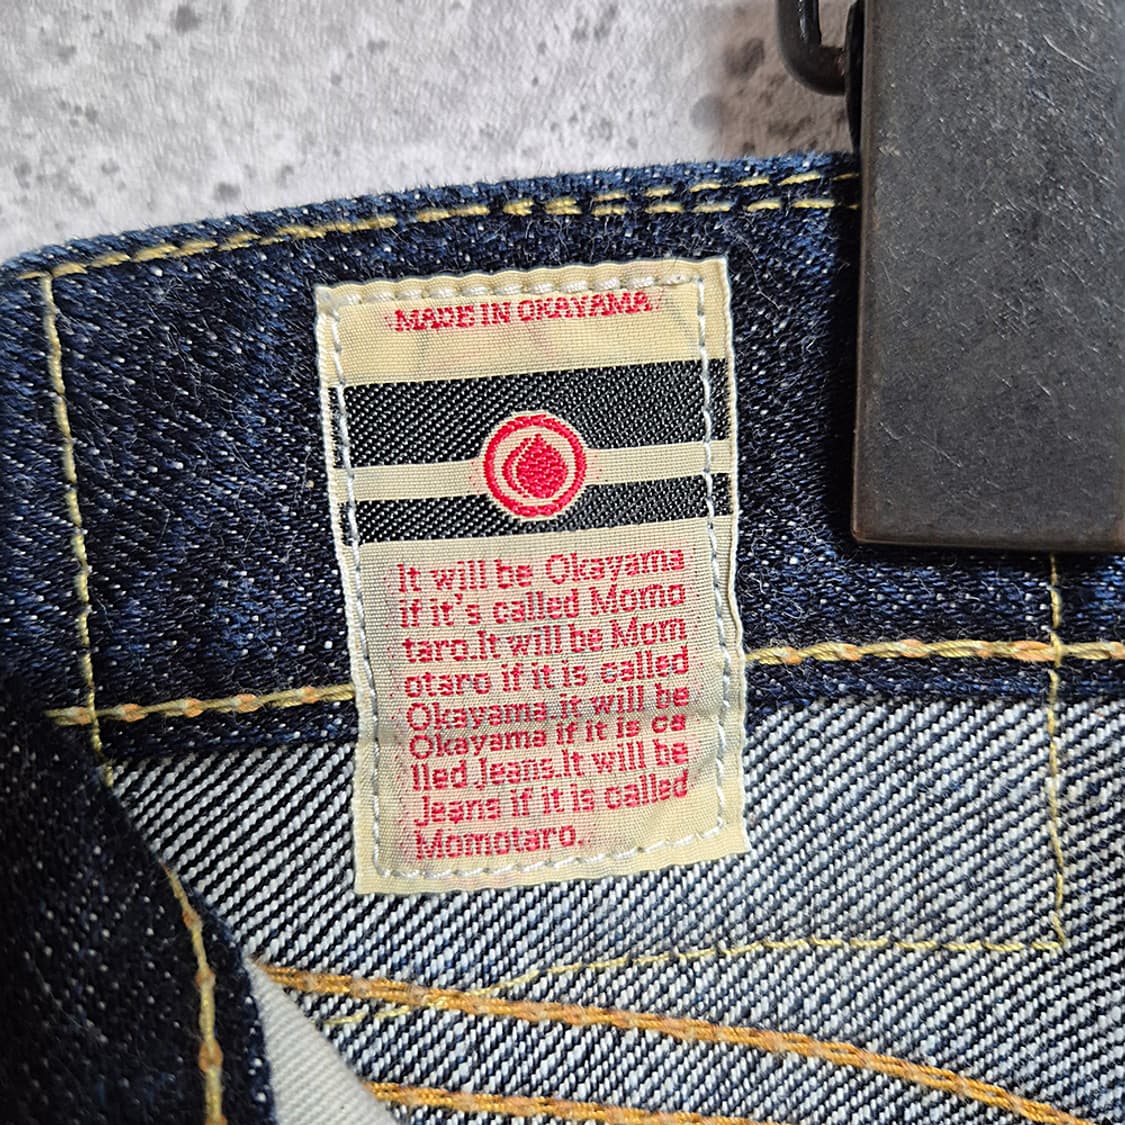 MADE IN OKAYAMA
It will be Okayama
if it's called Momo
taro.It will be Mom
otaro if it is called
Okayama.it will be
Okayama if it is ca
lled Jeans.It will be
Jeans if it is called
Momotaro.